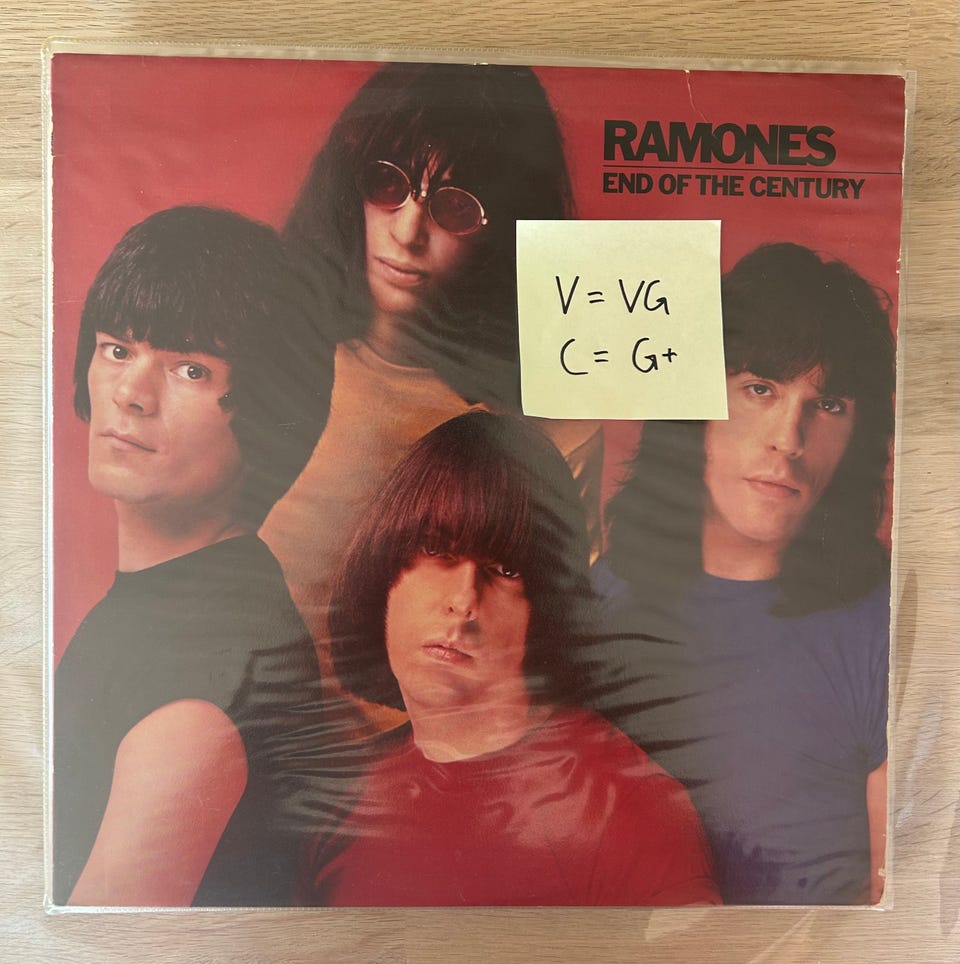 RAMONES
END OF THE CENTURY
V = VG
C = G+